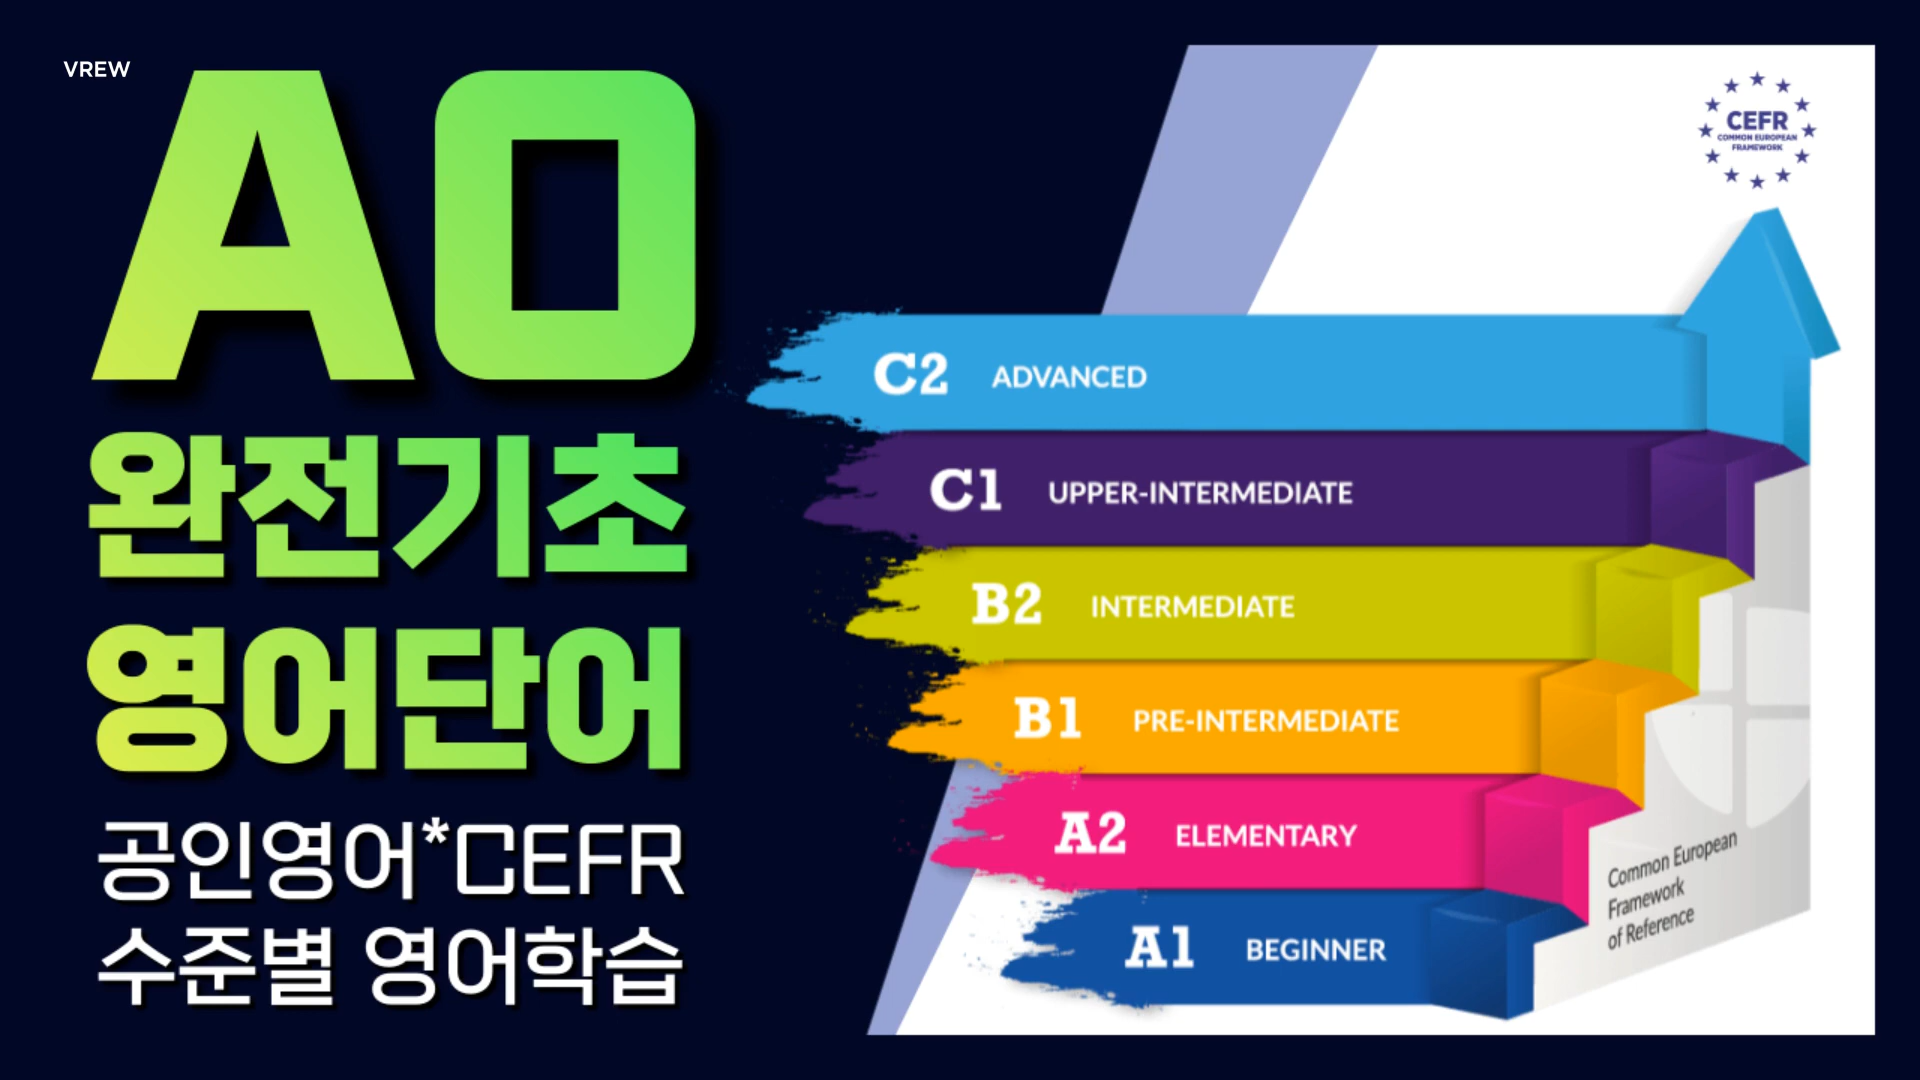 VREW
A0
완전기초
영어단어
공인영어*CEFR
수준별 영어학습
CEFR
COMMON EUROPEAN
FRAMEWORK
C2 ADVANCED
C1 UPPER-INTERMEDIATE
B2 INTERMEDIATE
B1 PRE-INTERMEDIATE
A2 ELEMENTARY
A1 BEGINNER
Common European
Framework
of Reference